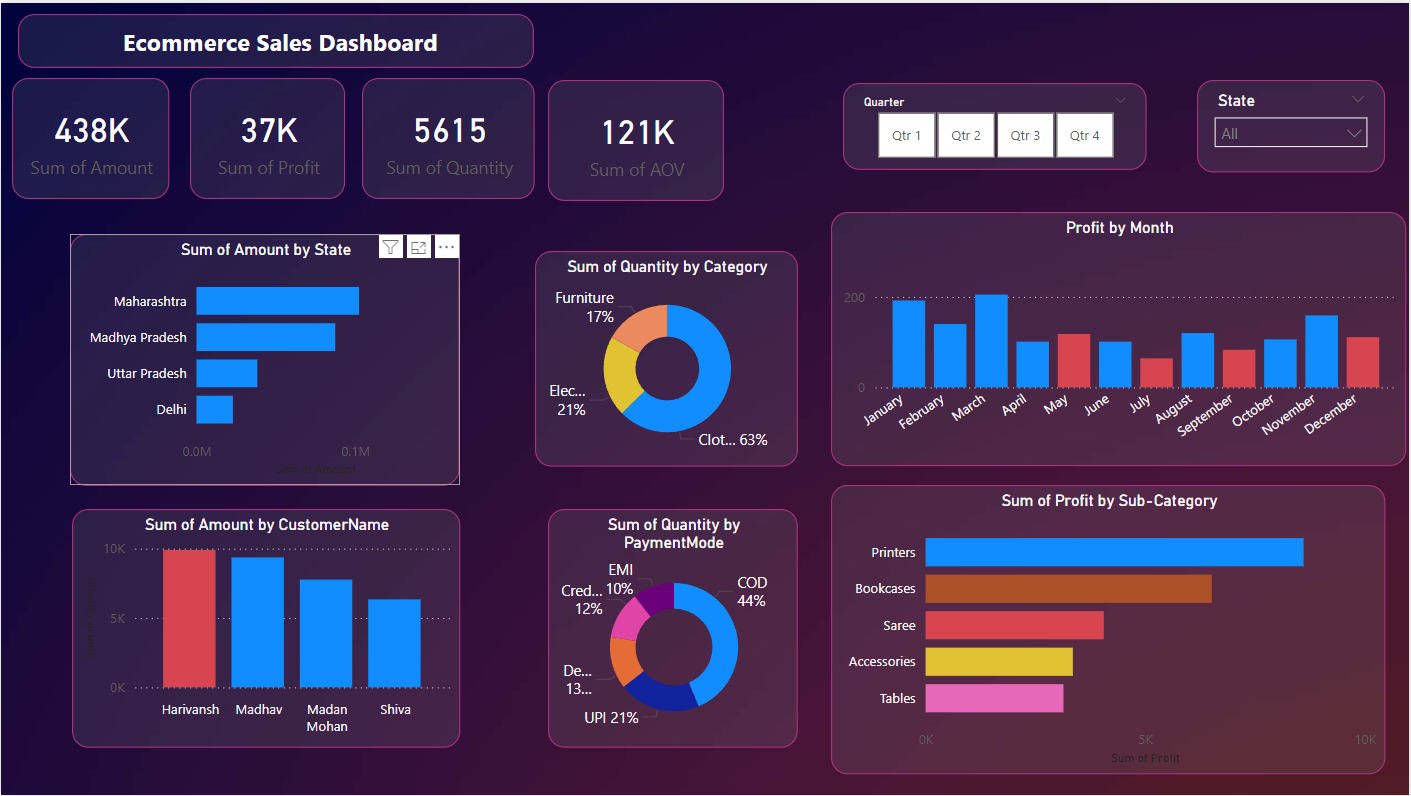 Ecommerce Sales Dashboard
438K
Sum of Amount
37K
Sum of Profit
5615
Sum of Quantity
121K
Sum of AOV
Quarter
Qtr 1
Qtr 2
Qtr 3
Qtr 4
State
All
Sum of Amount by State
Maharashtra
Madhya Pradesh
Uttar Pradesh
Delhi
0.0M
0.1M
Sum of Amount
Sum of Quantity by Category
Furniture
17%
Elec...
21%
Clot... 63%
Profit by Month
200
0
January
February
March
April
May
June
July
August
September
October
November
December
Sum of Amount by CustomerName
10K
5K
0K
Sum of Amount
Harivansh
Madhav
Madan
Mohan
Shiva
Sum of Quantity by
PaymentMode
EMI
10%
Cred...
12%
De...
13...
UPI 21%
COD
44%
Sum of Profit by Sub-Category
Printers
Bookcases
Saree
Accessories
Tables
0K
5K
10K
Sum of Profit